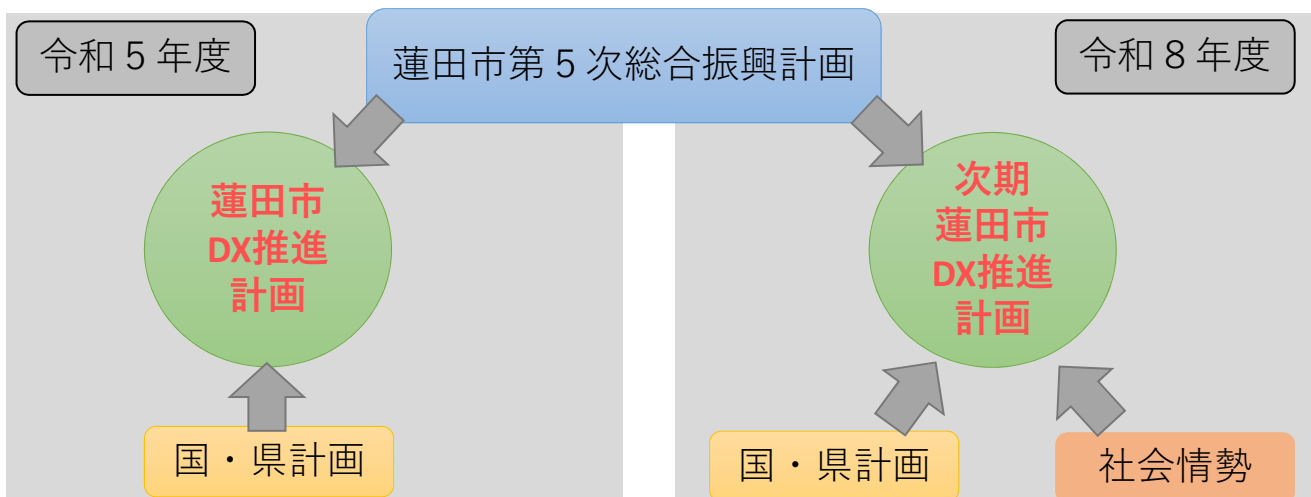 令和５年度
蓮田市第５次総合振興計画
令和８年度
蓮田市
DX推進
計画
次期
蓮田市
DX推進
計画
国・県計画
国・県計画
社会情勢